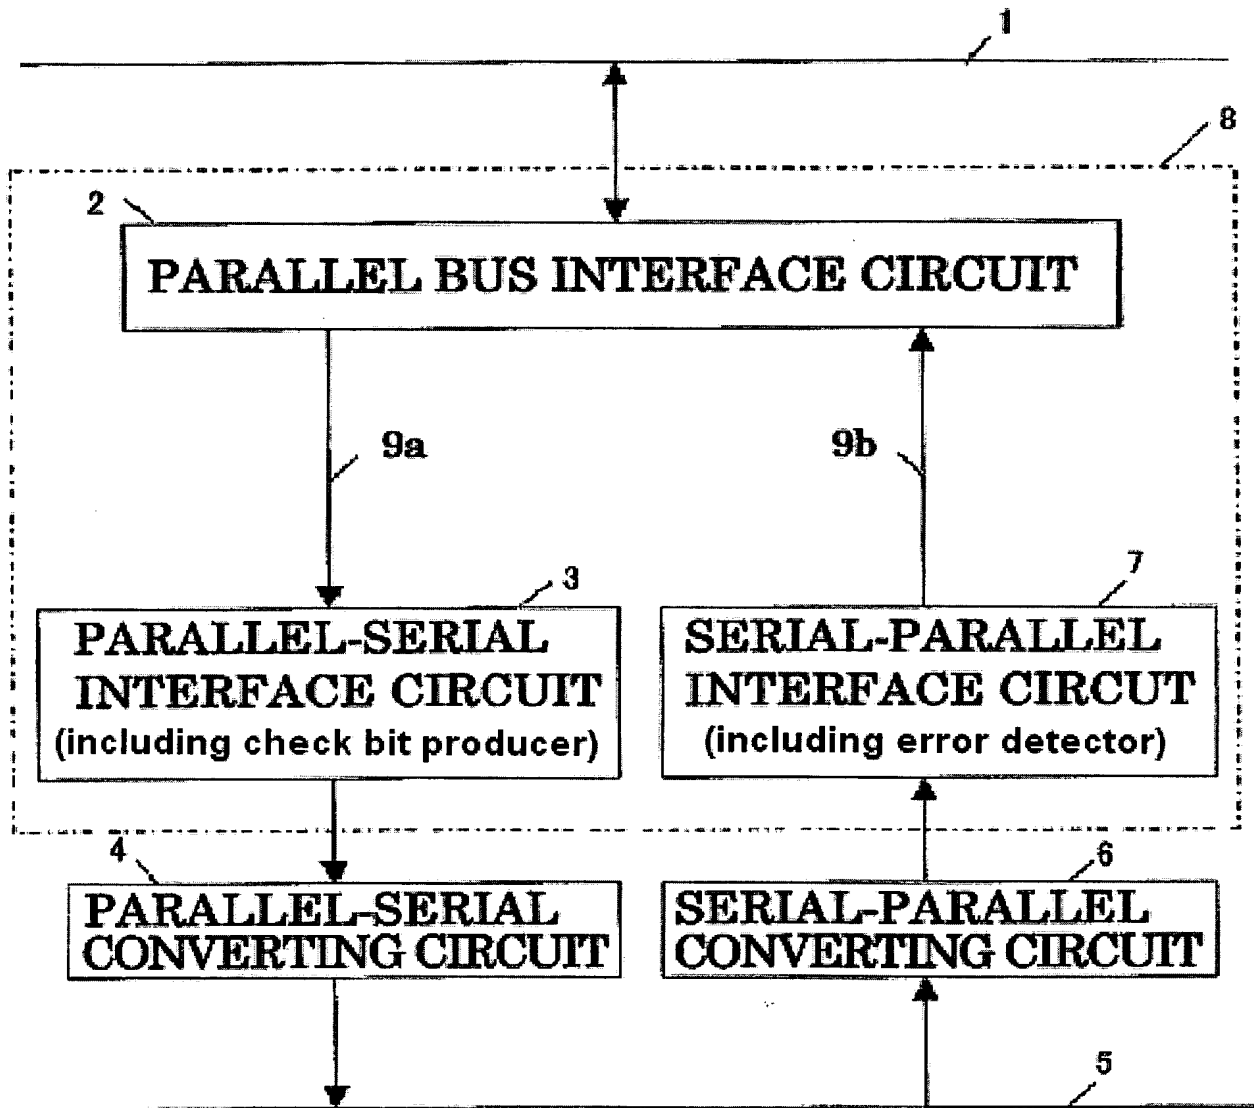 1
8
2
PARALLEL BUS INTERFACE CIRCUIT
9a
9b
3
7
PARALLEL-SERIAL
INTERFACE CIRCUIT
(including check bit producer)
SERIAL-PARALLEL
INTERFACE CIRCUT
(including error detector)
4
6
PARALLEL-SERIAL
CONVERTING CIRCUIT
SERIAL-PARALLEL
CONVERTING CIRCUIT
5